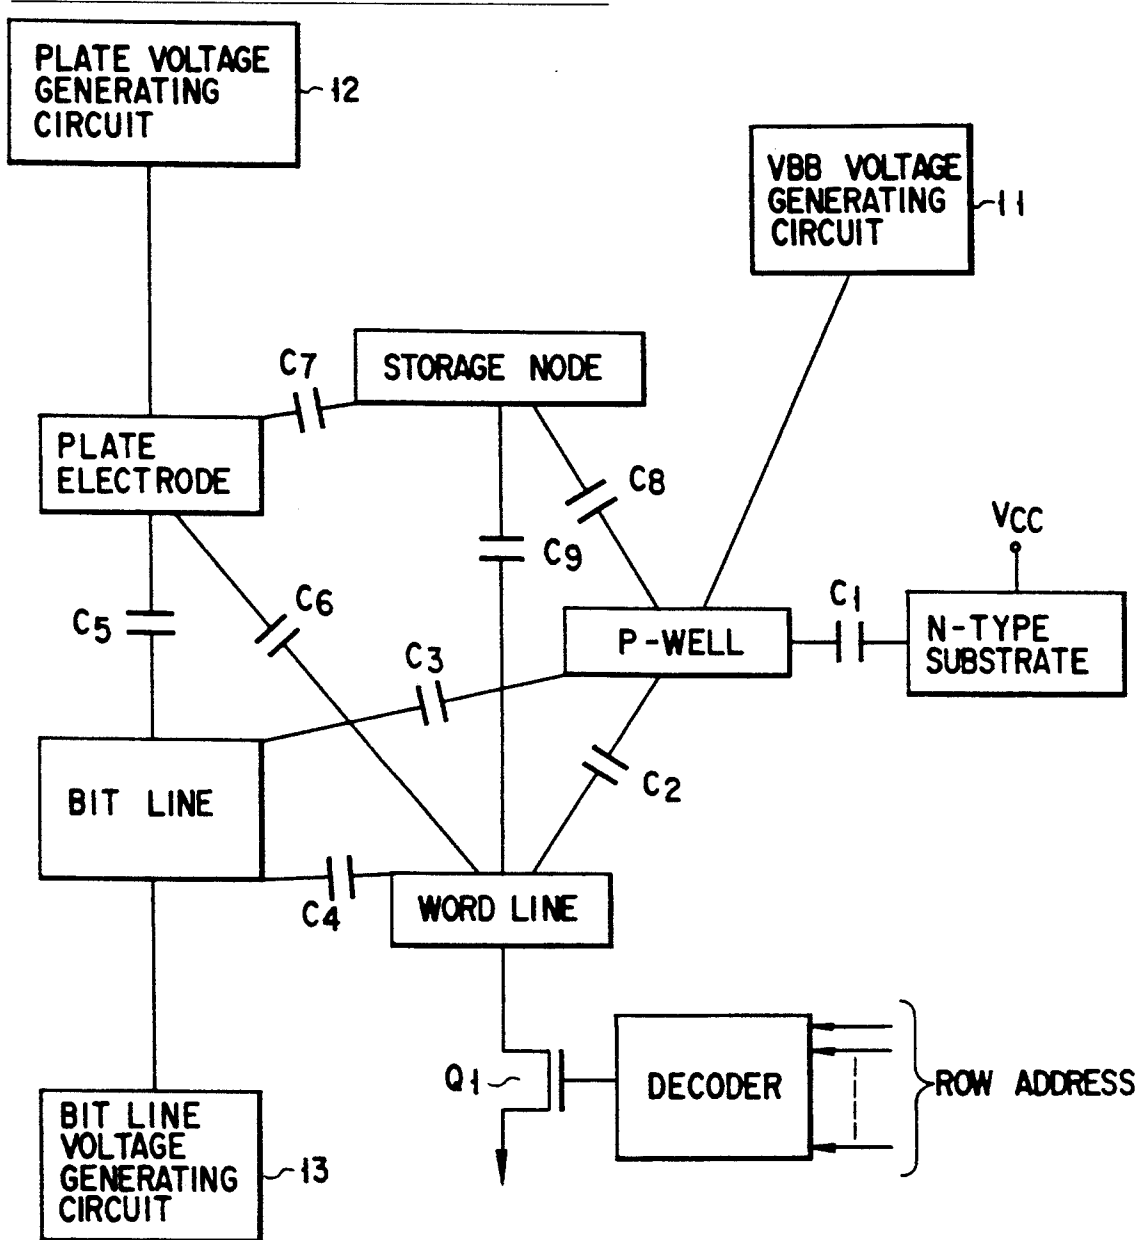 PLATE VOLTAGE
GENERATING
CIRCUIT
12
VBB VOLTAGE
GENERATING
CIRCUIT
11
C7
STORAGE NODE
PLATE
ELECTRODE
C8
C9
VCC
C5
C6
C3
P-WELL
C1
N-TYPE
SUBSTRATE
BIT LINE
C2
C4
WORD LINE
Q1
DECODER
ROW ADDRESS
BIT LINE
VOLTAGE
GENERATING
CIRCUIT
13